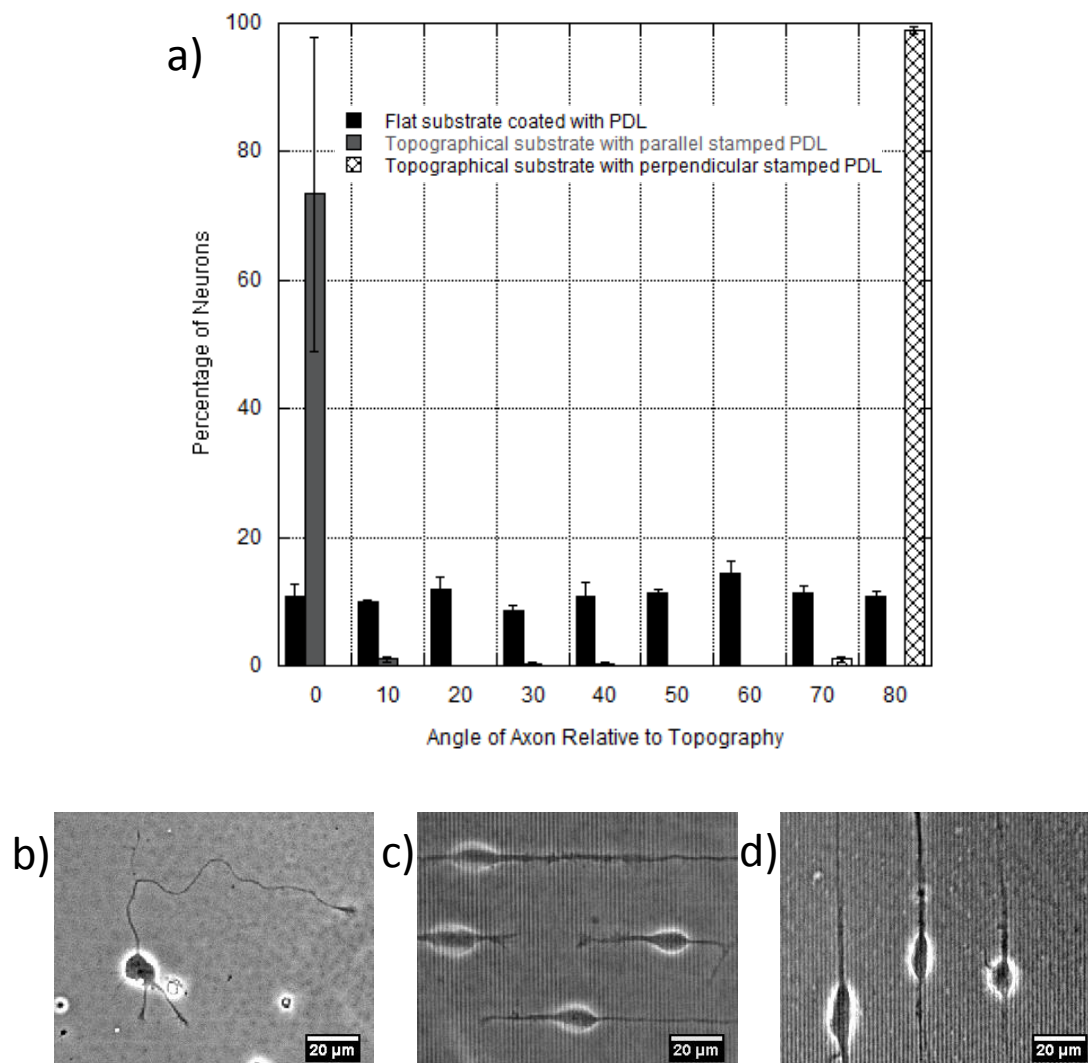 a)
100
80
60
40
20
0
Percentage of Neurons
Flat substrate coated with PDL
Topographical substrate with parallel stamped PDL
Topographical substrate with perpendicular stamped PDL
0 10 20 30 40 50 60 70 80
Angle of Axon Relative to Topography
b)
20 µm
c)
20 µm
d)
20 µm